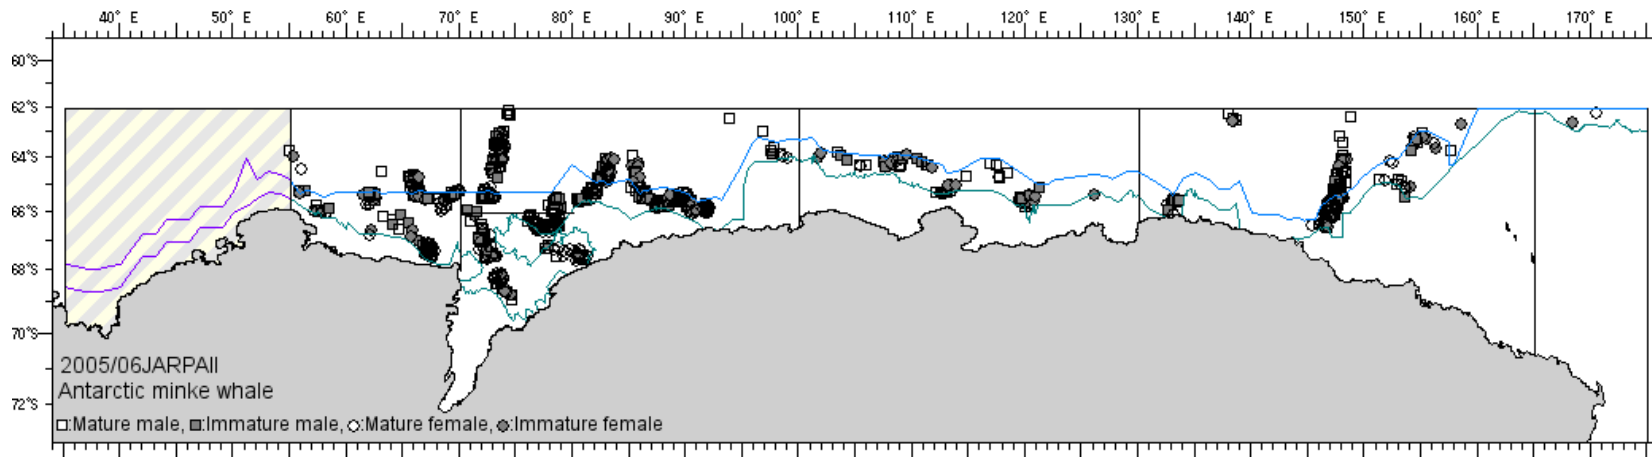 40° E 50° E 60° E 70° E 80° E 90° E 100° E 110° E 120° E 130° E 140° E 150° E 160° E 170° E
60°S
62°S
64°S
66°S
68°S
70°S
72°S
2005/06JARPAII
Antarctic minke whale
□:Mature male, ■:Immature male, ○:Mature female, ●:Immature female